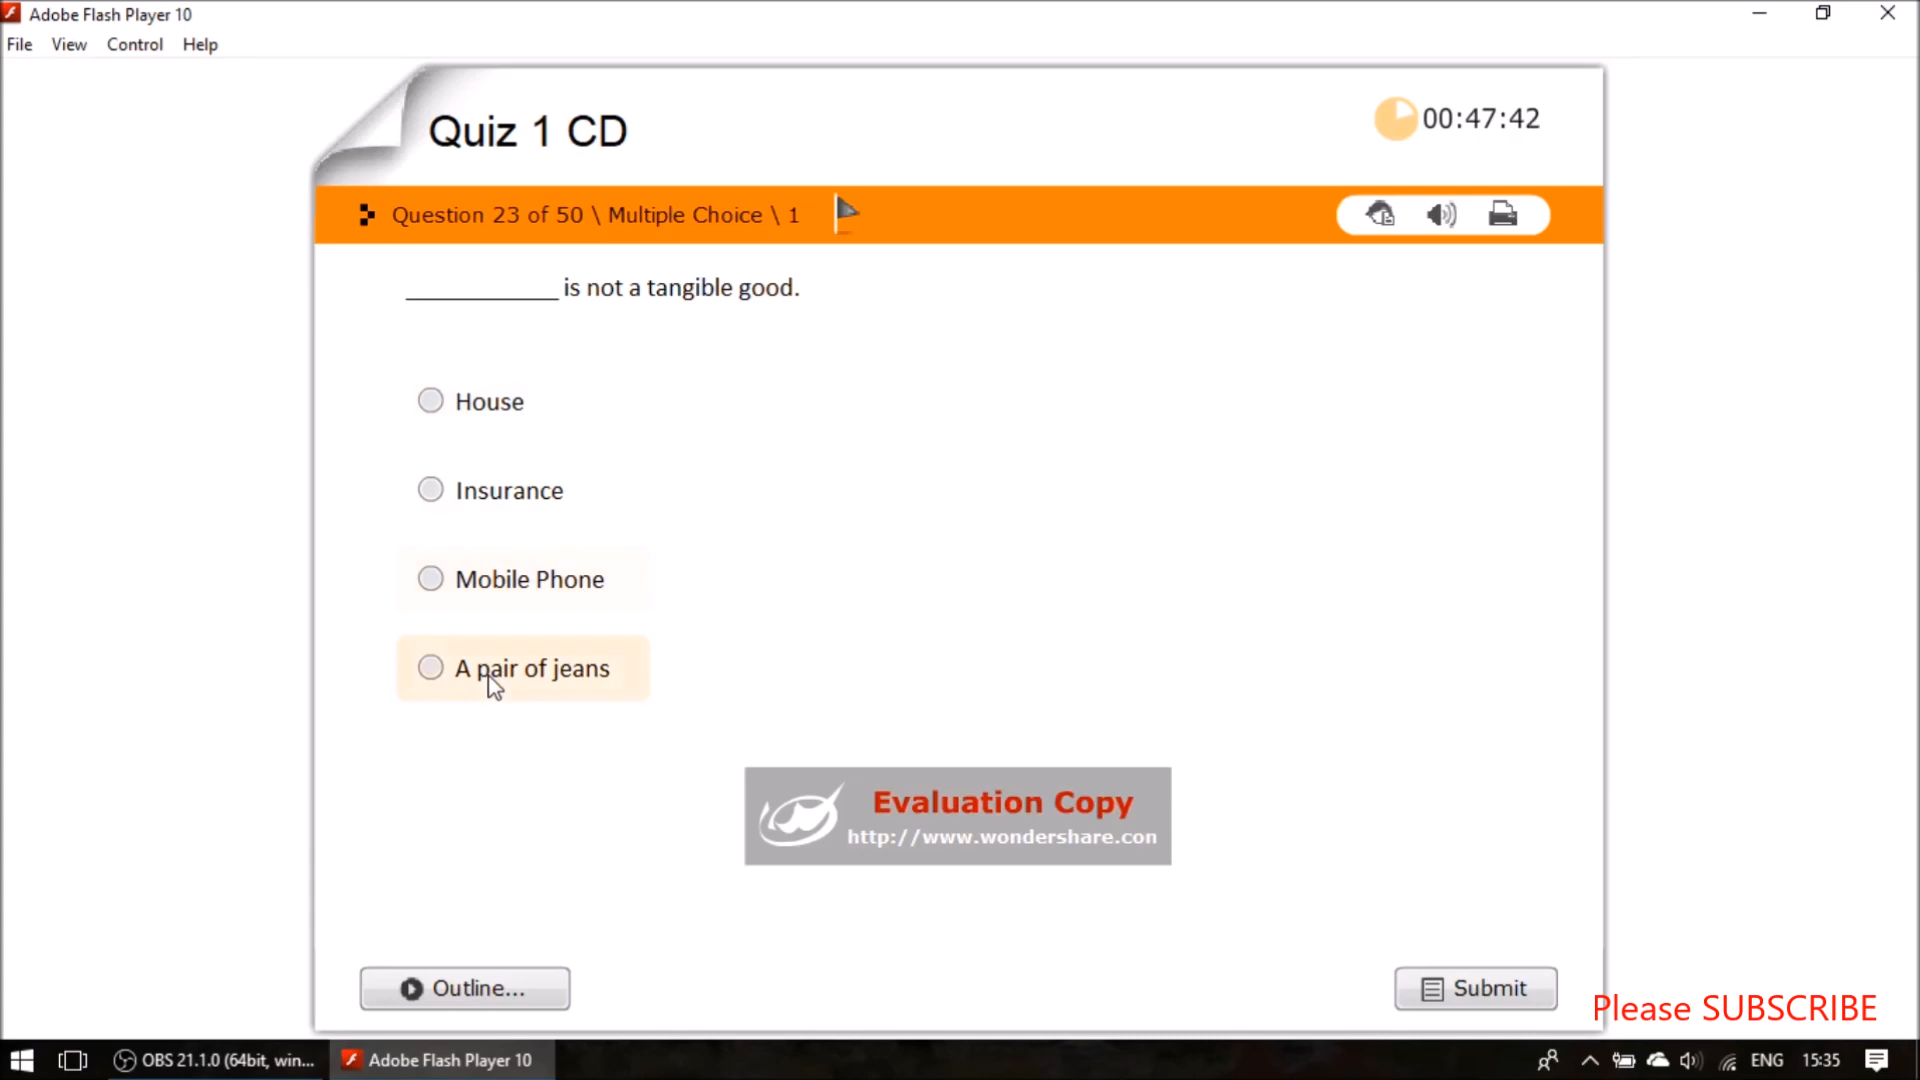 Adobe Flash Player 10
File View Control Help
Quiz 1 CD
00:47:42
Question 23 of 50 \ Multiple Choice \ 1
____________ is not a tangible good.
House
Insurance
Mobile Phone
A pair of jeans
Evaluation Copy
http://www.wondershare.con
Outline...
Submit
Please SUBSCRIBE
OBS 21.1.0 (64bit, win...
Adobe Flash Player 10
ENG
15:35